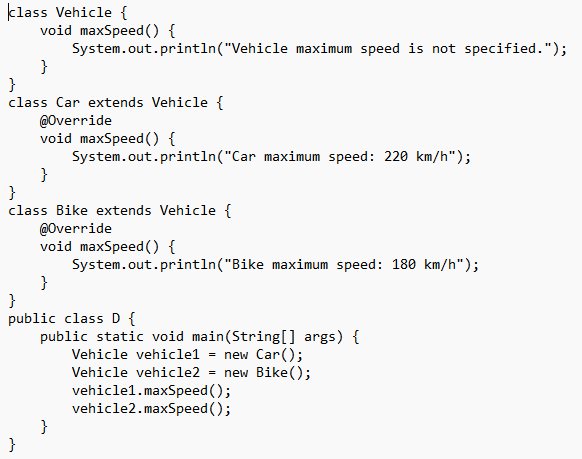 class Vehicle {
    void maxSpeed() {
        System.out.println("Vehicle maximum speed is not specified.");
    }
}
class Car extends Vehicle {
    @Override
    void maxSpeed() {
        System.out.println("Car maximum speed: 220 km/h");
    }
}
class Bike extends Vehicle {
    @Override
    void maxSpeed() {
        System.out.println("Bike maximum speed: 180 km/h");
    }
}
public class D {
    public static void main(String[] args) {
        Vehicle vehicle1 = new Car();
        Vehicle vehicle2 = new Bike();
        vehicle1.maxSpeed();
        vehicle2.maxSpeed();
    }
}